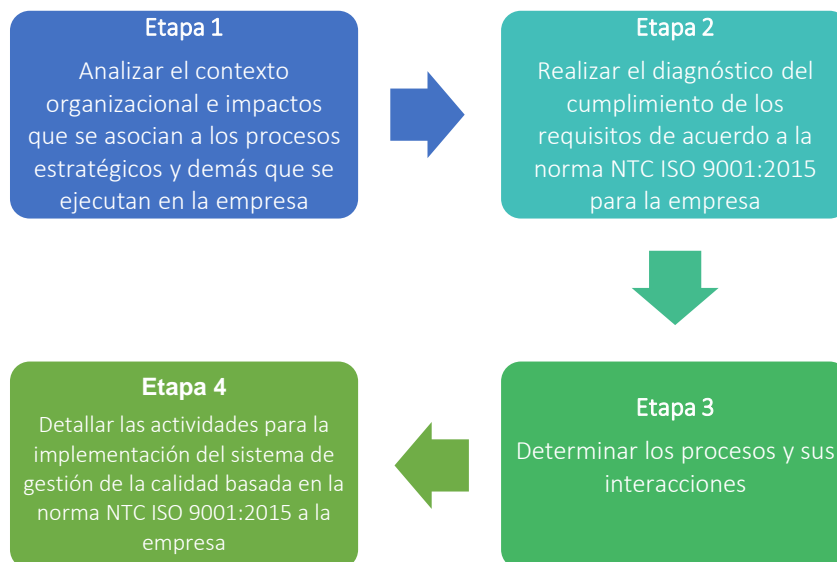 Etapa 1
Analizar el contexto
organizacional e impactos
que se asocian a los procesos
estratégicos y demás que se
ejecutan en la empresa
Etapa 2
Realizar el diagnóstico del
cumplimiento de los
requisitos de acuerdo a la
norma NTC ISO 9001:2015
para la empresa
Etapa 3
Determinar los procesos y sus
interacciones
Etapa 4
Detallar las actividades para la
implementación del sistema de
gestión de la calidad basada en la
norma NTC ISO 9001:2015 a la
empresa